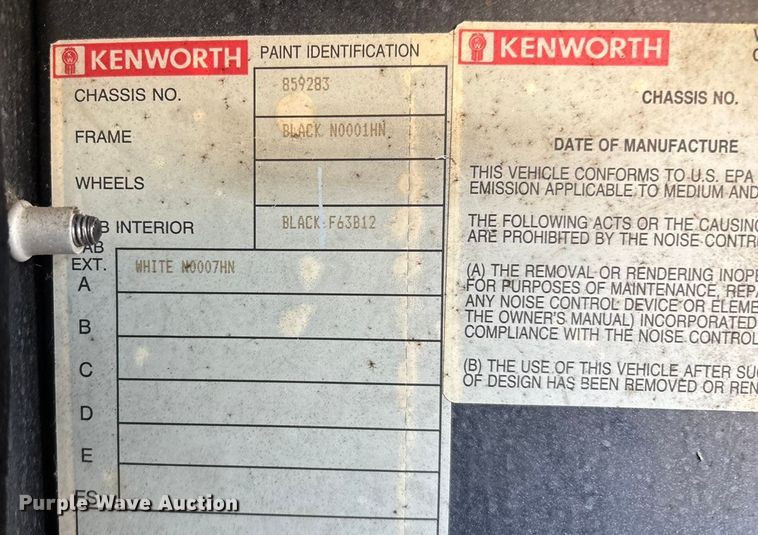 KENWORTH PAINT IDENTIFICATION
CHASSIS NO. 859283
FRAME BLACK N0001HN
WHEELS
INTERIOR BLACK F63B12
EXT. WHITE N0007HN
A
B
C
D
E
FS
KENWORTH
CHASSIS NO.
DATE OF MANUFACTURE
THIS VEHICLE CONFORMS TO U.S. EPA
EMISSION APPLICABLE TO MEDIUM AND
THE FOLLOWING ACTS OR THE CAUSING
ARE PROHIBITED BY THE NOISE CONTR
(A) THE REMOVAL OR RENDERING INOPE
FOR PURPOSES OF MAINTENANCE, REPA
ANY NOISE CONTROL DEVICE OR ELEME
THE OWNER'S MANUAL) INCORPORATED
COMPLIANCE WITH THE NOISE CONTROL
(B) THE USE OF THIS VEHICLE AFTER SU
OF DESIGN HAS BEEN REMOVED OR REN
Purple Wave Auction